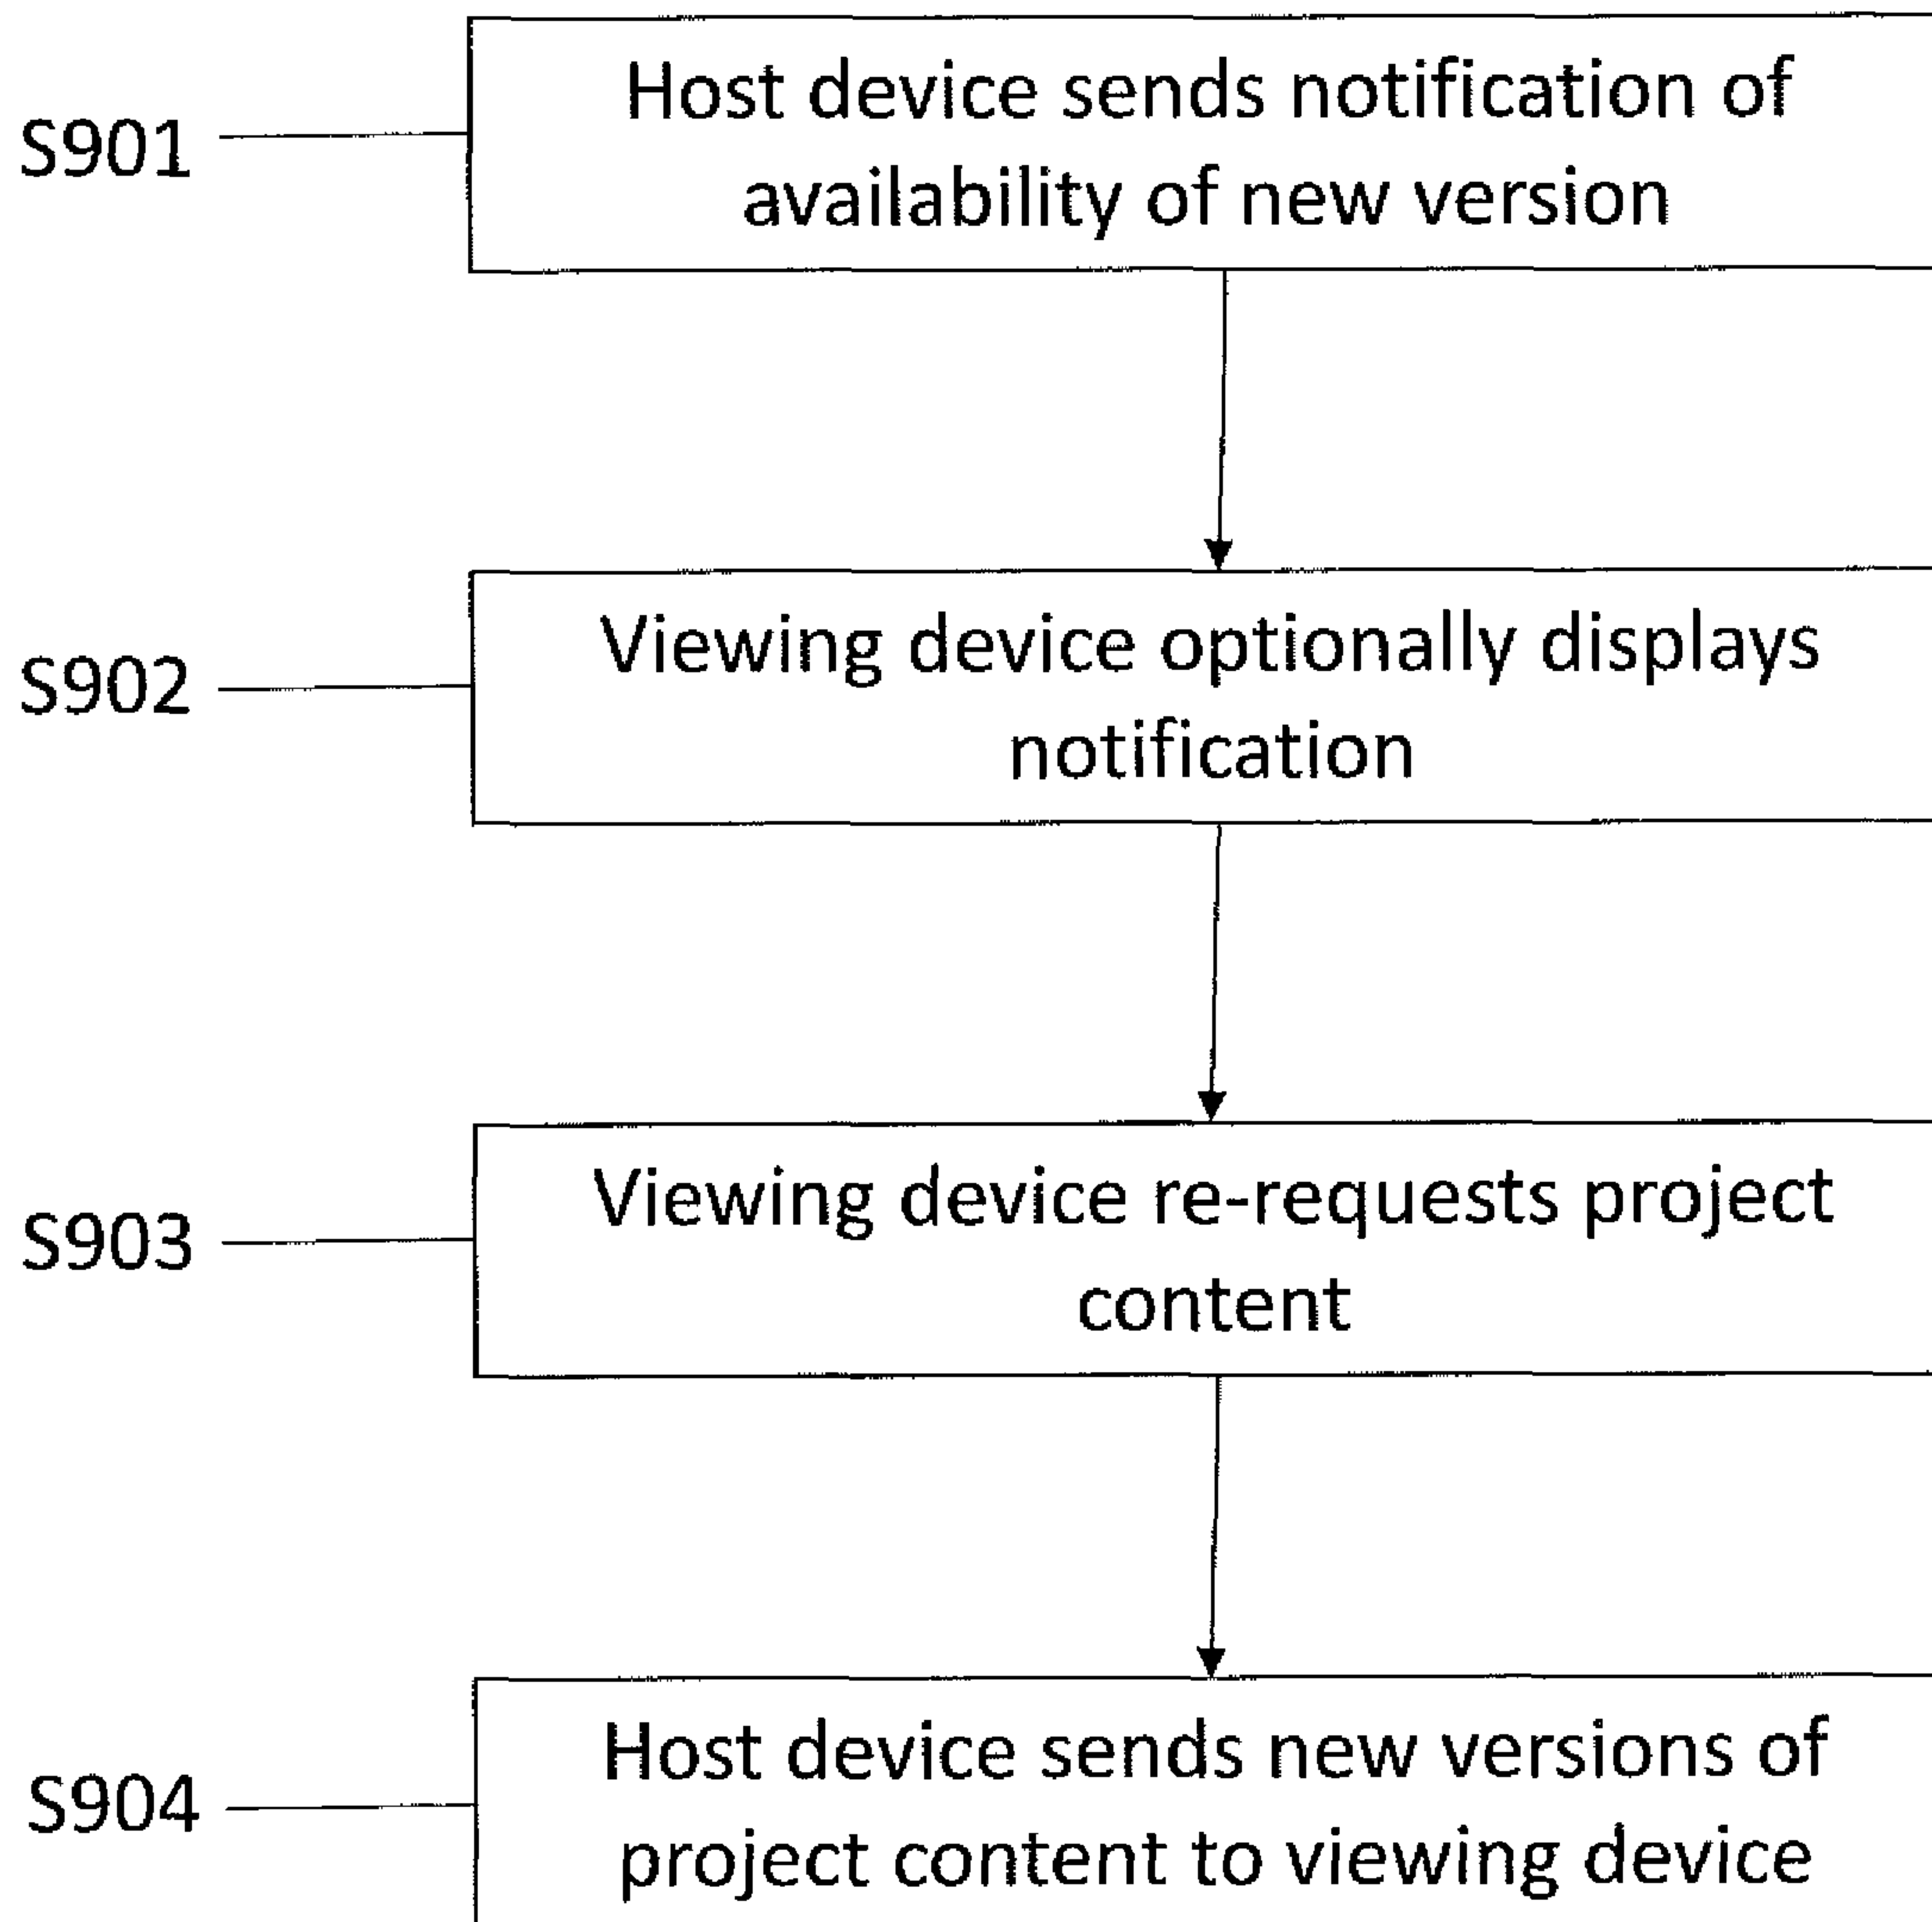 S901
Host device sends notification of
availability of new version
S902
Viewing device optionally displays
notification
S903
Viewing device re-requests project
content
S904
Host device sends new versions of
project content to viewing device